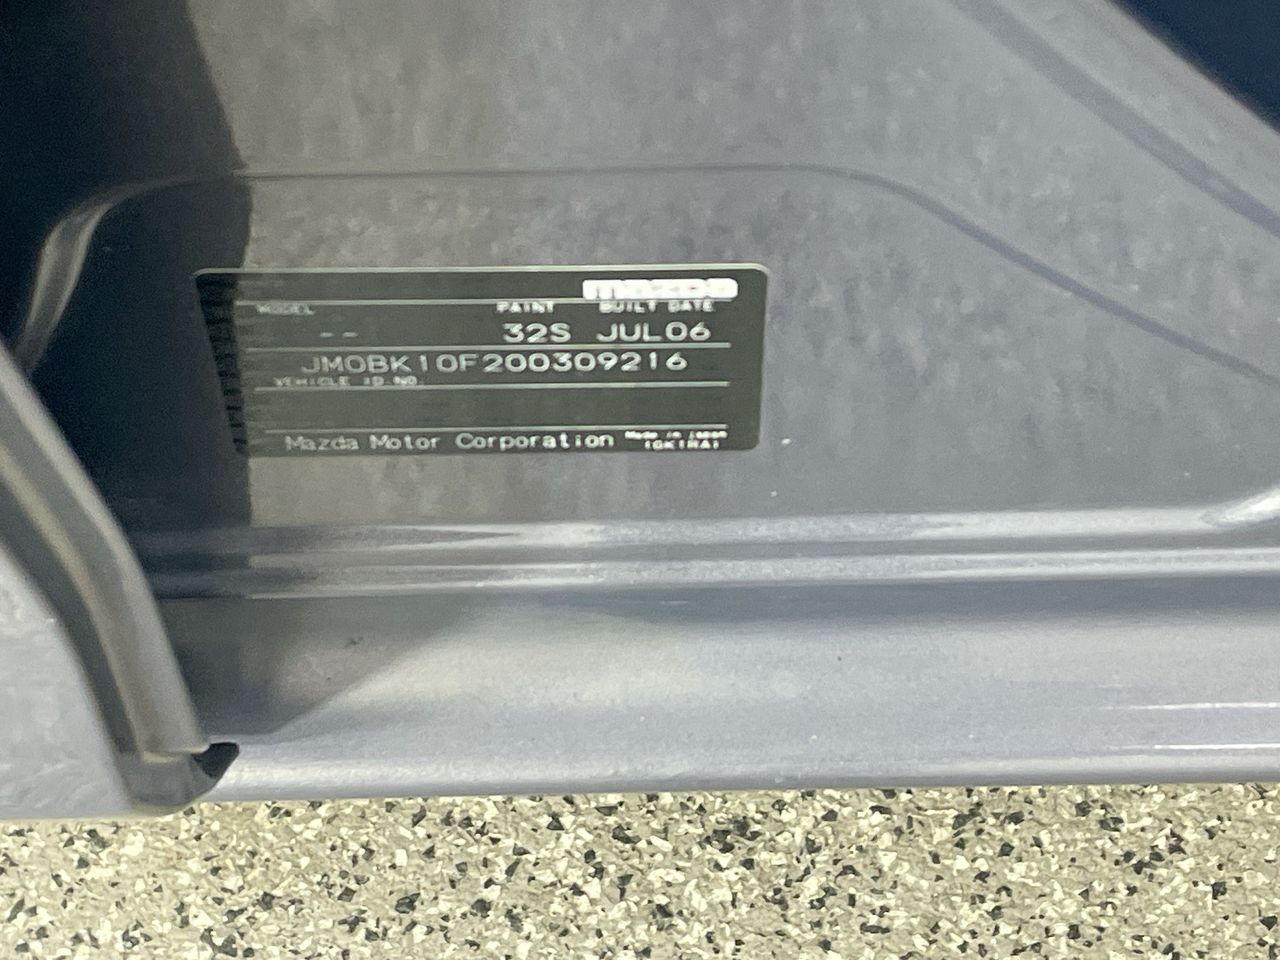 mazda
MODEL PAINT BUILT DATE
-- 32S JUL06
JM0BK10F200309216
VEHICLE ID.NO.
Mazda Motor Corporation Made in Japan